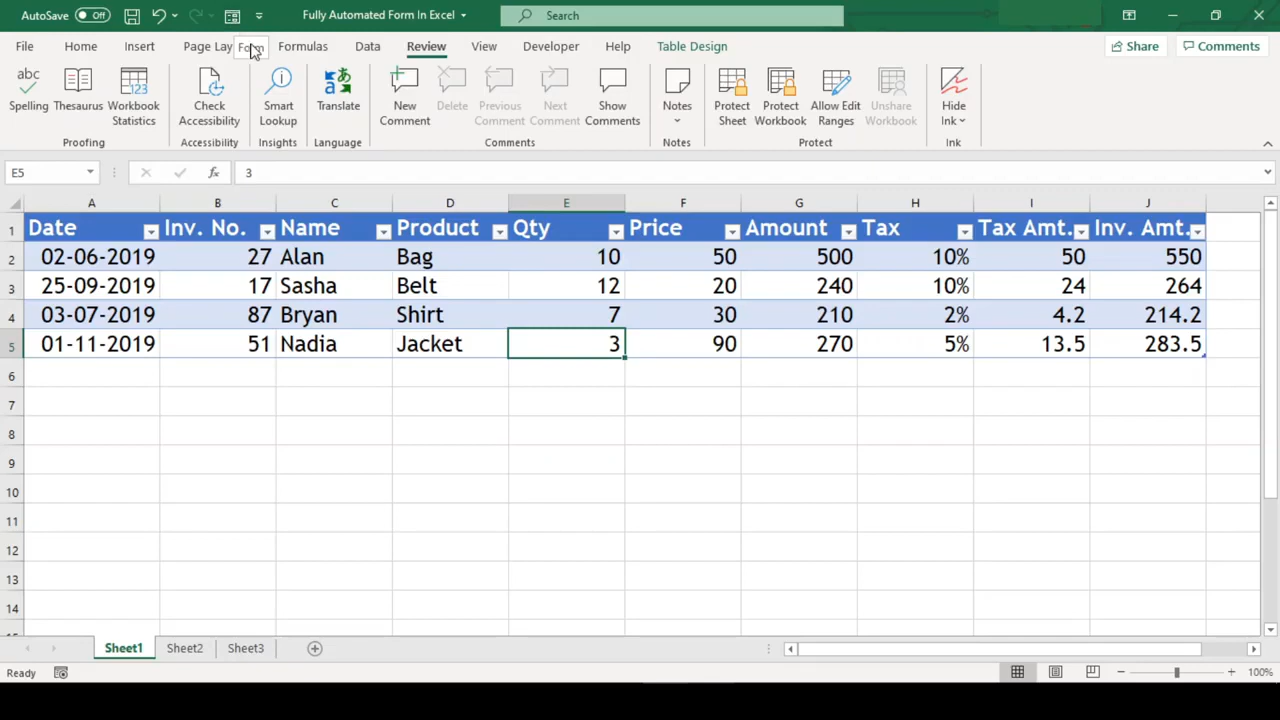 AutoSave Off Fully Automated Form In Excel Search
File Home Insert Page Lay Form Formulas Data Review View Developer Help Table Design Share Comments
abc
Spelling Thesaurus Workbook Statistics Check Accessibility Smart Lookup Translate New Comment Delete Previous Comment Next Comment Show Comments Notes Protect Sheet Protect Workbook Allow Edit Ranges Unshare Workbook Hide Ink
Proofing Accessibility Insights Language Comments Notes Protect Ink
E5 fx 3
A B C D E F G H I J
1 Date Inv. No. Name Product Qty Price Amount Tax Tax Amt. Inv. Amt.
2 02-06-2019 27 Alan Bag 10 50 500 10% 50 550
3 25-09-2019 17 Sasha Belt 12 20 240 10% 24 264
4 03-07-2019 87 Bryan Shirt 7 30 210 2% 4.2 214.2
5 01-11-2019 51 Nadia Jacket 3 90 270 5% 13.5 283.5
6
7
8
9
10
11
12
13
14
Sheet1 Sheet2 Sheet3
Ready 100%